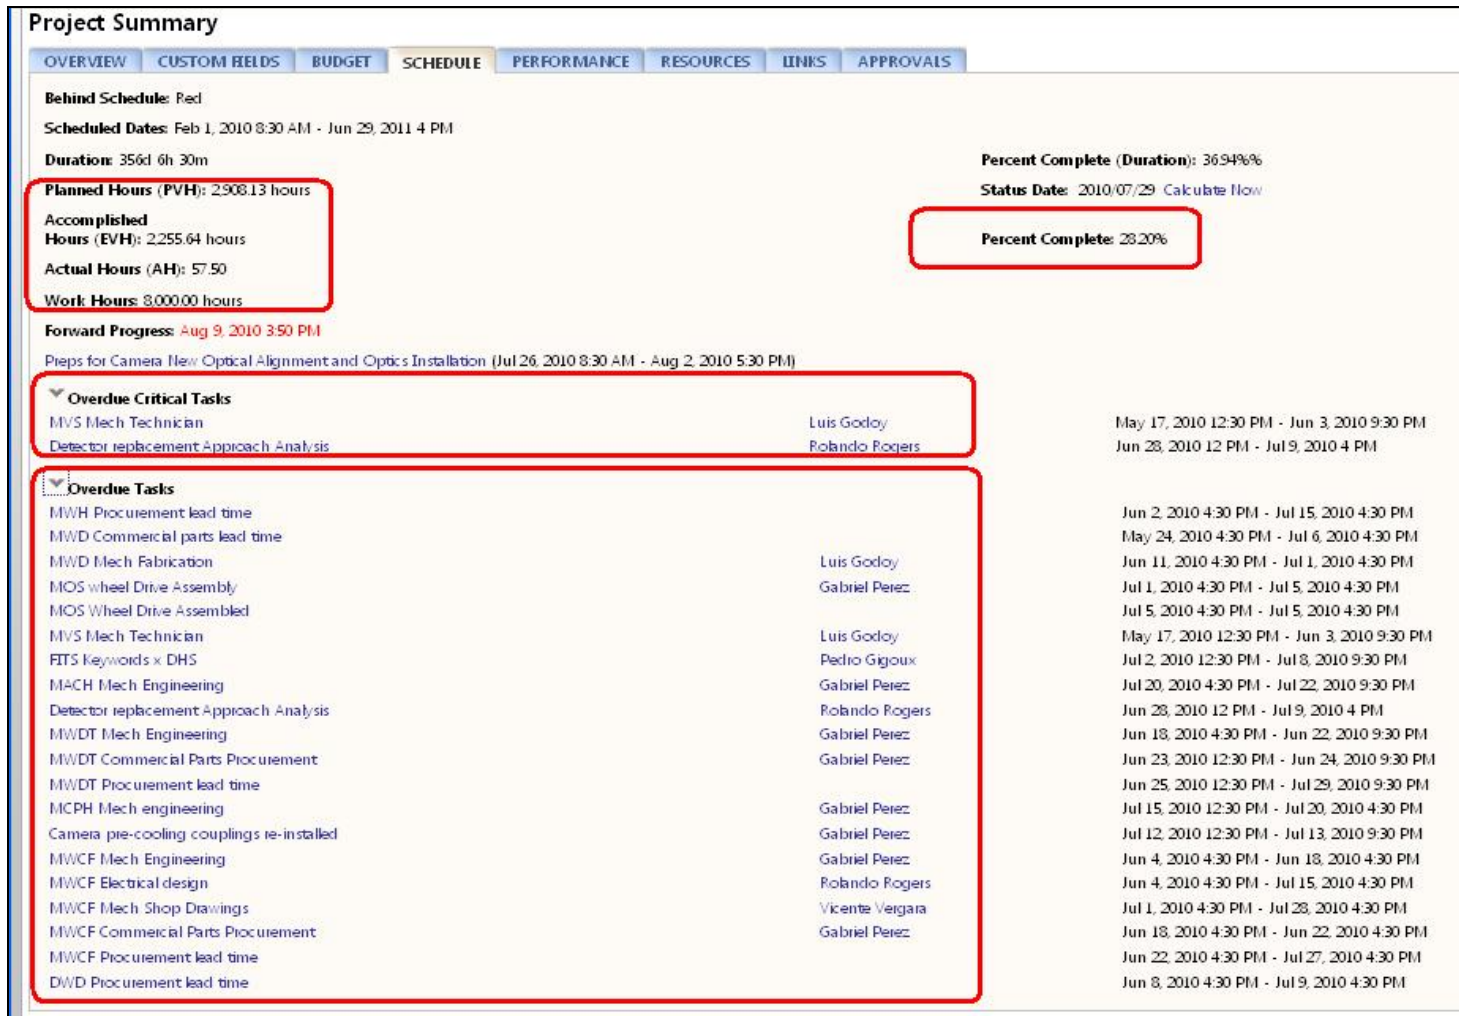 Project Summary
OVERVIEW CUSTOM FIELDS BUDGET SCHEDULE PERFORMANCE RESOURCES LINKS APPROVALS
Behind Schedule: Red
Scheduled Dates: Feb 1, 2010 8:30 AM - Jun 29, 2011 4 PM
Duration: 356d 6h 30m Percent Complete (Duration): 36.94%%
Planned Hours (PVH): 2,908.13 hours Status Date: 2010/07/29 Calculate Now
Accomplished
Hours (EVH): 2,255.64 hours Percent Complete: 28.20%
Actual Hours (AH): 57.50
Work Hours: 8,000.00 hours
Forward Progress: Aug 9, 2010 3:50 PM
Preps for Camera New Optical Alignment and Optics Installation (Jul 26, 2010 8:30 AM - Aug 2, 2010 5:30 PM)
Overdue Critical Tasks
MVS Mech Technician Luis Godoy May 17, 2010 12:30 PM - Jun 3, 2010 9:30 PM
Detector replacement Approach Analysis Rolando Rogers Jun 28, 2010 12 PM - Jul 9, 2010 4 PM
Overdue Tasks
MWH Procurement lead time Jun 2, 2010 4:30 PM - Jul 15, 2010 4:30 PM
MWD Commercial parts lead time May 24, 2010 4:30 PM - Jul 6, 2010 4:30 PM
MWD Mech Fabrication Luis Godoy Jun 11, 2010 4:30 PM - Jul 1, 2010 4:30 PM
MOS wheel Drive Assembly Gabriel Perez Jul 1, 2010 4:30 PM - Jul 5, 2010 4:30 PM
MOS Wheel Drive Assembled Jul 5, 2010 4:30 PM - Jul 5, 2010 4:30 PM
MVS Mech Technician Luis Godoy May 17, 2010 12:30 PM - Jun 3, 2010 9:30 PM
FITS Keywords x DHS Pedro Gigoux Jul 2, 2010 12:30 PM - Jul 8, 2010 9:30 PM
MACH Mech Engineering Gabriel Perez Jul 20, 2010 4:30 PM - Jul 22, 2010 9:30 PM
Detector replacement Approach Analysis Rolando Rogers Jun 28, 2010 12 PM - Jul 9, 2010 4 PM
MWDT Mech Engineering Gabriel Perez Jun 18, 2010 4:30 PM - Jun 22, 2010 9:30 PM
MWDT Commercial Parts Procurement Gabriel Perez Jun 23, 2010 12:30 PM - Jun 24, 2010 9:30 PM
MWDT Procurement lead time Jun 25, 2010 12:30 PM - Jul 29, 2010 9:30 PM
MCPH Mech engineering Gabriel Perez Jul 15, 2010 12:30 PM - Jul 20, 2010 4:30 PM
Camera pre-cooling couplings re-installed Gabriel Perez Jul 12, 2010 12:30 PM - Jul 13, 2010 9:30 PM
MWCF Mech Engineering Gabriel Perez Jun 4, 2010 4:30 PM - Jun 18, 2010 4:30 PM
MWCF Electrical design Rolando Rogers Jun 4, 2010 4:30 PM - Jul 15, 2010 4:30 PM
MWCF Mech Shop Drawings Vicente Vergara Jul 1, 2010 4:30 PM - Jul 28, 2010 4:30 PM
MWCF Commercial Parts Procurement Gabriel Perez Jun 18, 2010 4:30 PM - Jun 22, 2010 4:30 PM
MWCF Procurement lead time Jun 22, 2010 4:30 PM - Jul 27, 2010 4:30 PM
DWD Procurement lead time Jun 8, 2010 4:30 PM - Jul 9, 2010 4:30 PM